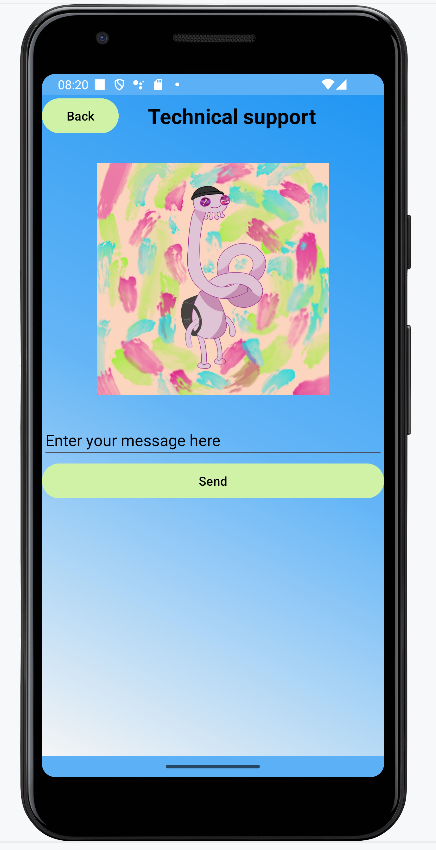 08:20
Back
Technical support
Enter your message here
Send